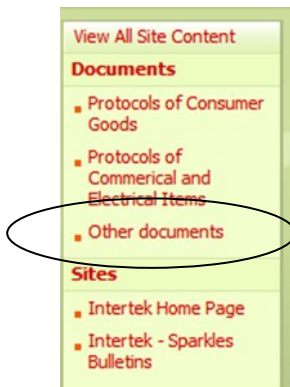 View All Site Content
Documents
Protocols of Consumer
Goods
Protocols of
Commerical and
Electrical Items
Other documents
Sites
Intertek Home Page
Intertek - Sparkles
Bulletins